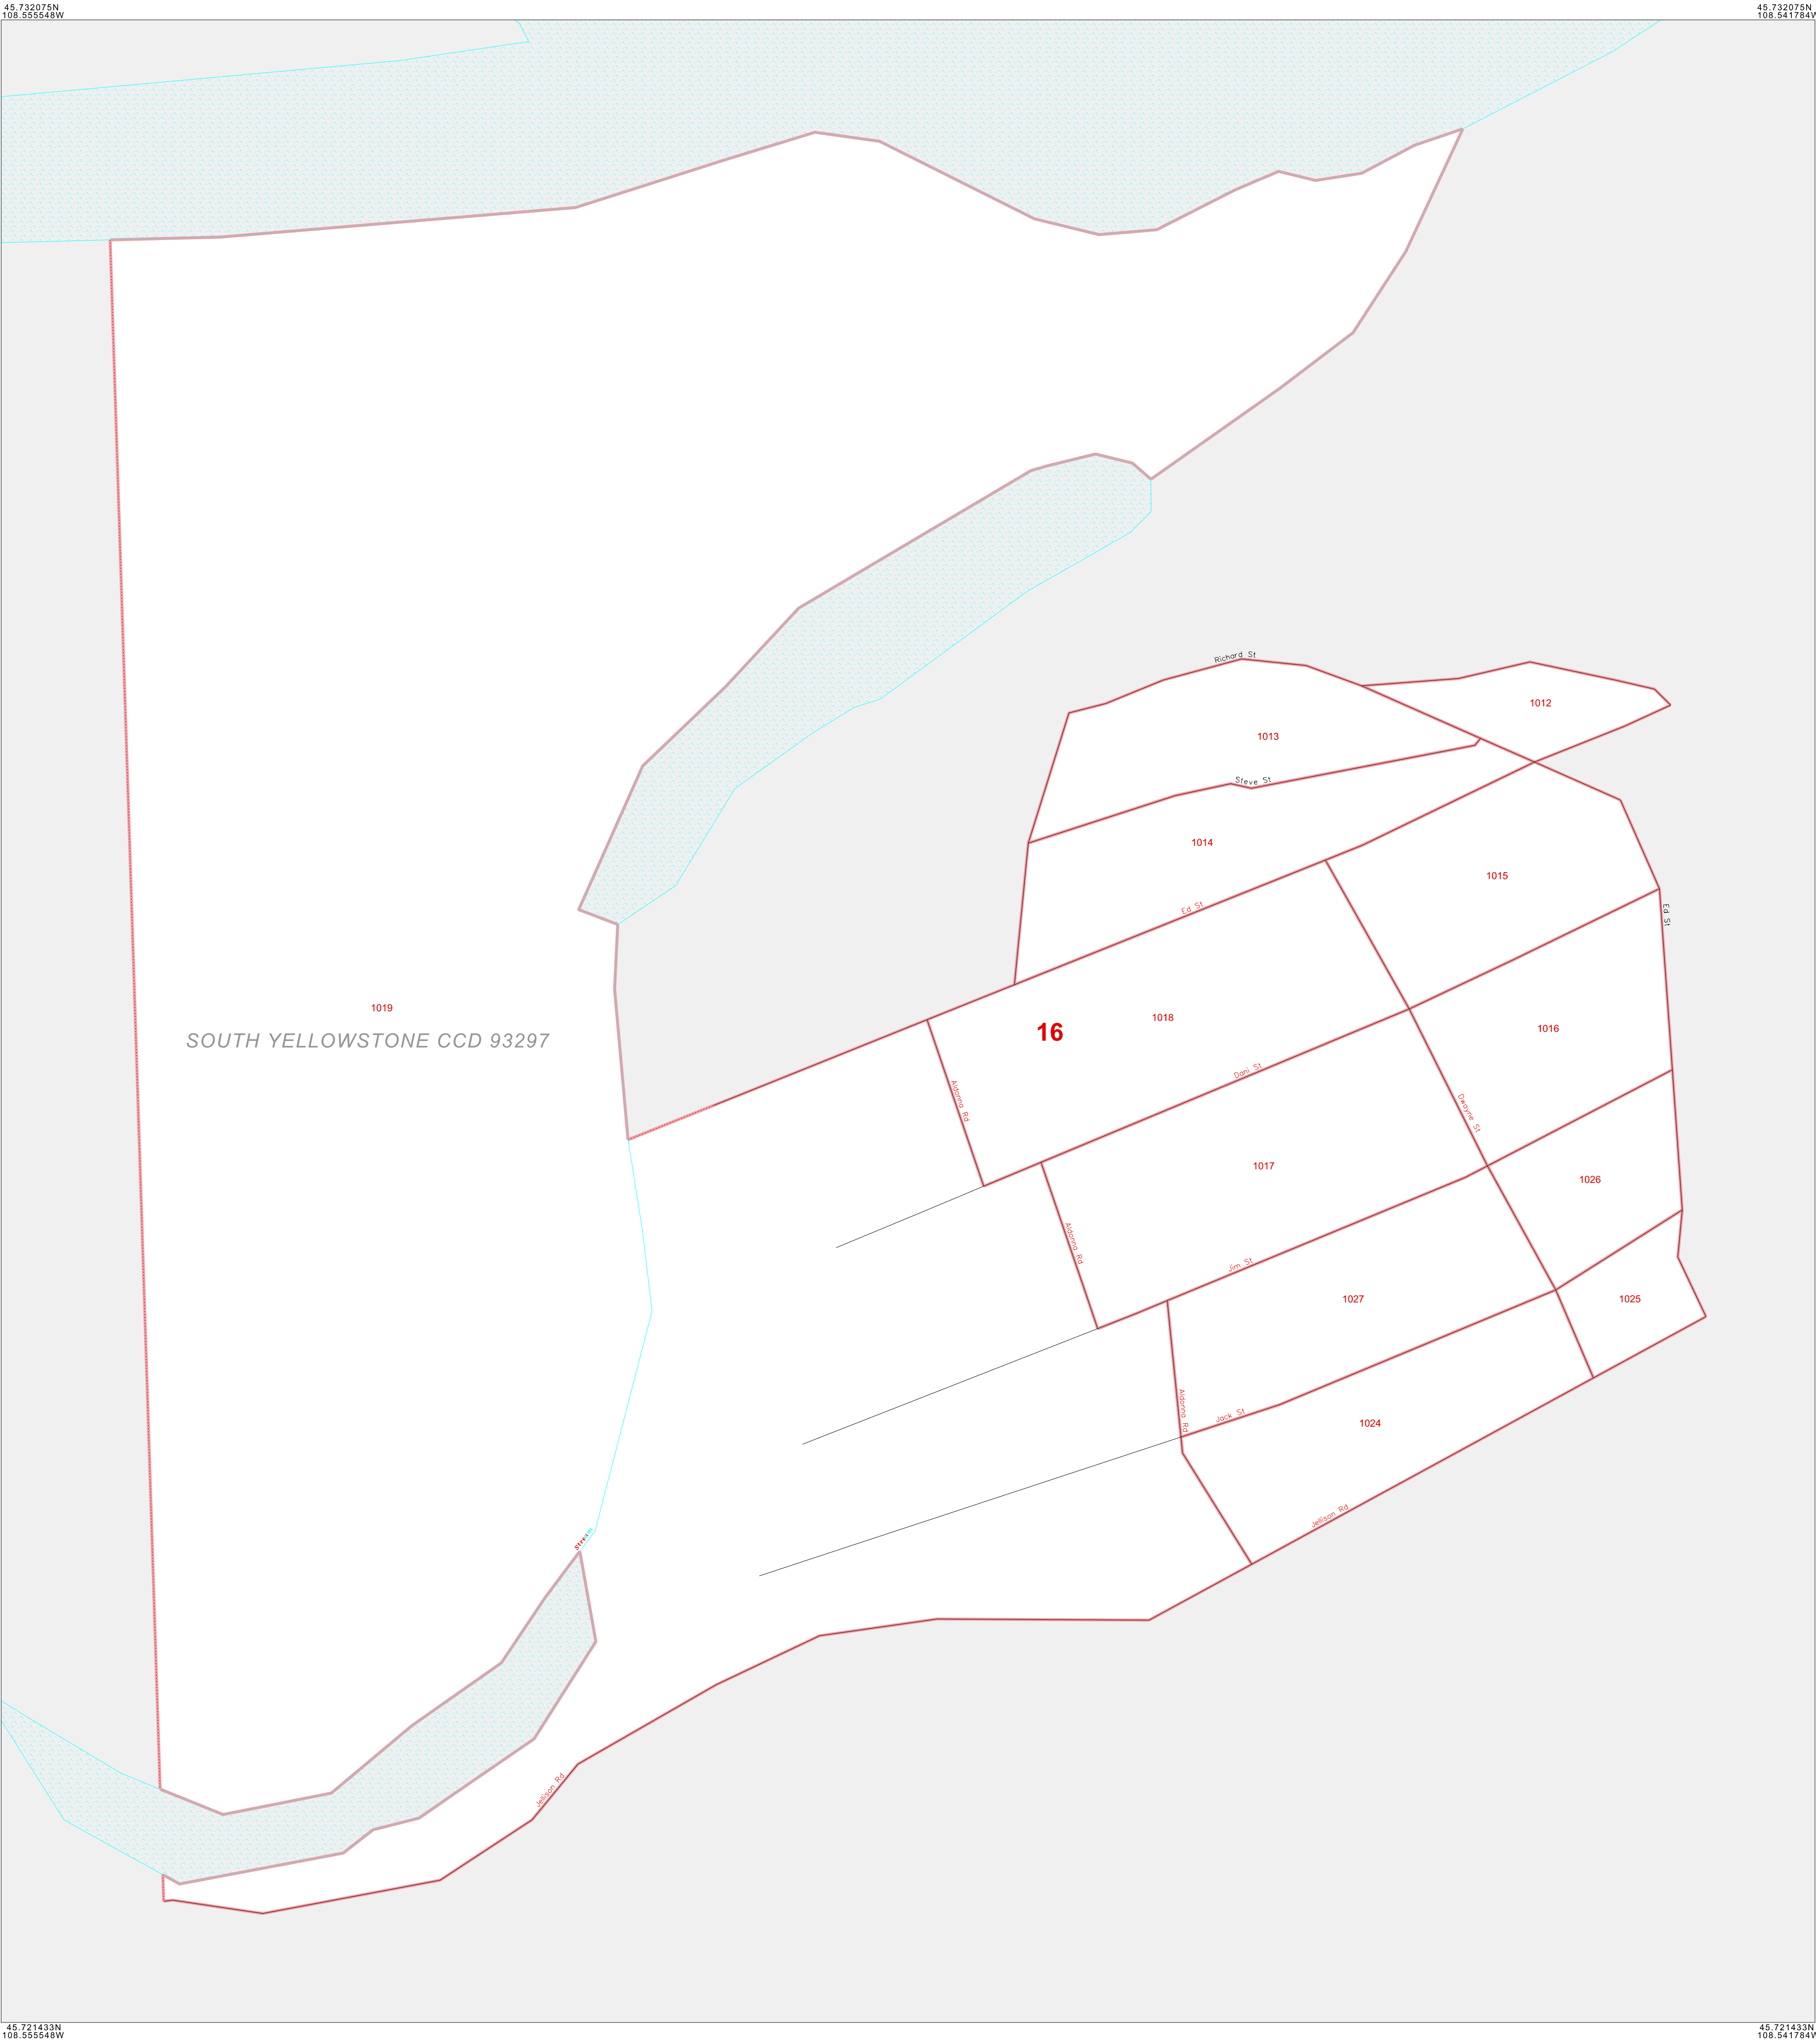 45.732075N
108.555548W
45.732075N
108.541784W
Richard St
1012
1013
Steve St
1014
1015
Ed St
Ed St
1019
SOUTH YELLOWSTONE CCD 93297
1018
16
1016
Dani St
Aldonna Rd
Dwayne St
1017
1026
Aldonna Rd
Jim St
1027
1025
Aldonna Rd
Jack St
1024
Jellison Rd
Stream
Jellison Rd
45.721433N
108.555548W
45.721433N
108.541784W